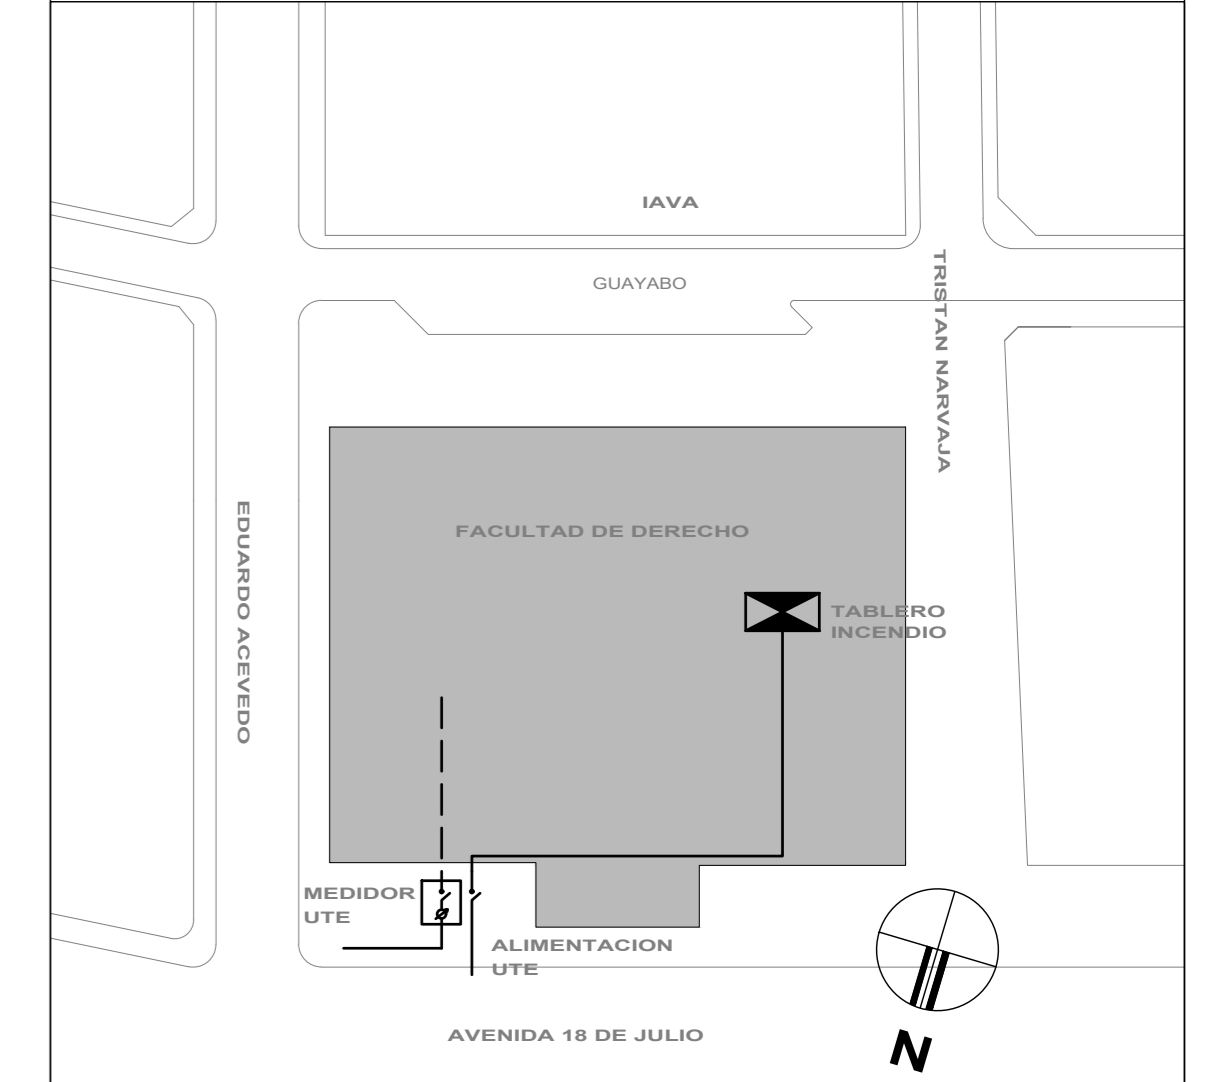 IAVA
GUAYABO
TRISTAN NARVAJA
EDUARDO ACEVEDO
FACULTAD DE DERECHO
TABLERO
INCENDIO
MEDIDOR
UTE
ALIMENTACION
UTE
AVENIDA 18 DE JULIO
N